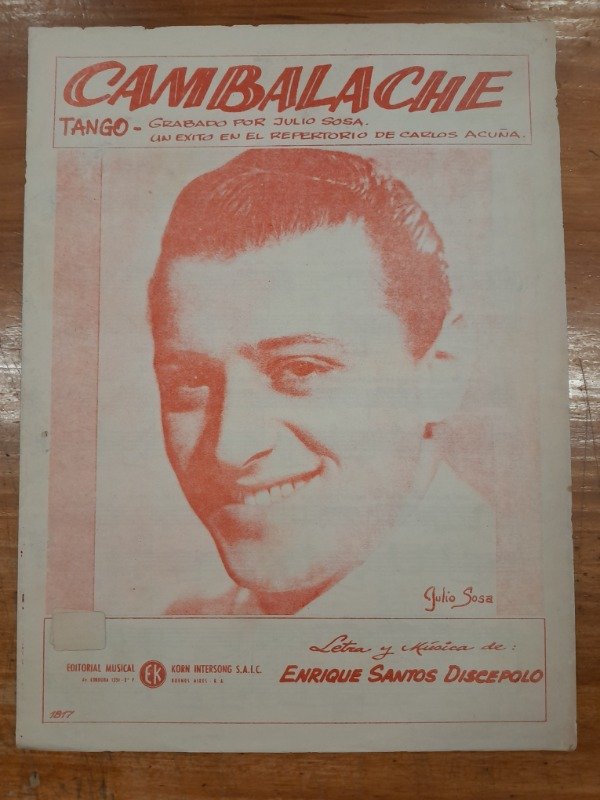 CAMBALACHE
TANGO - GRABADO POR JULIO SOSA.
UN EXITO EN EL REPERTORIO DE CARLOS ACUÑA.
Julio Sosa
Letra y Música de:
ENRIQUE SANTOS DISCEPOLO
EDITORIAL MUSICAL EK KORN INTERSONG S.A.I.C.
BUENOS AIRES - R.A.
1817